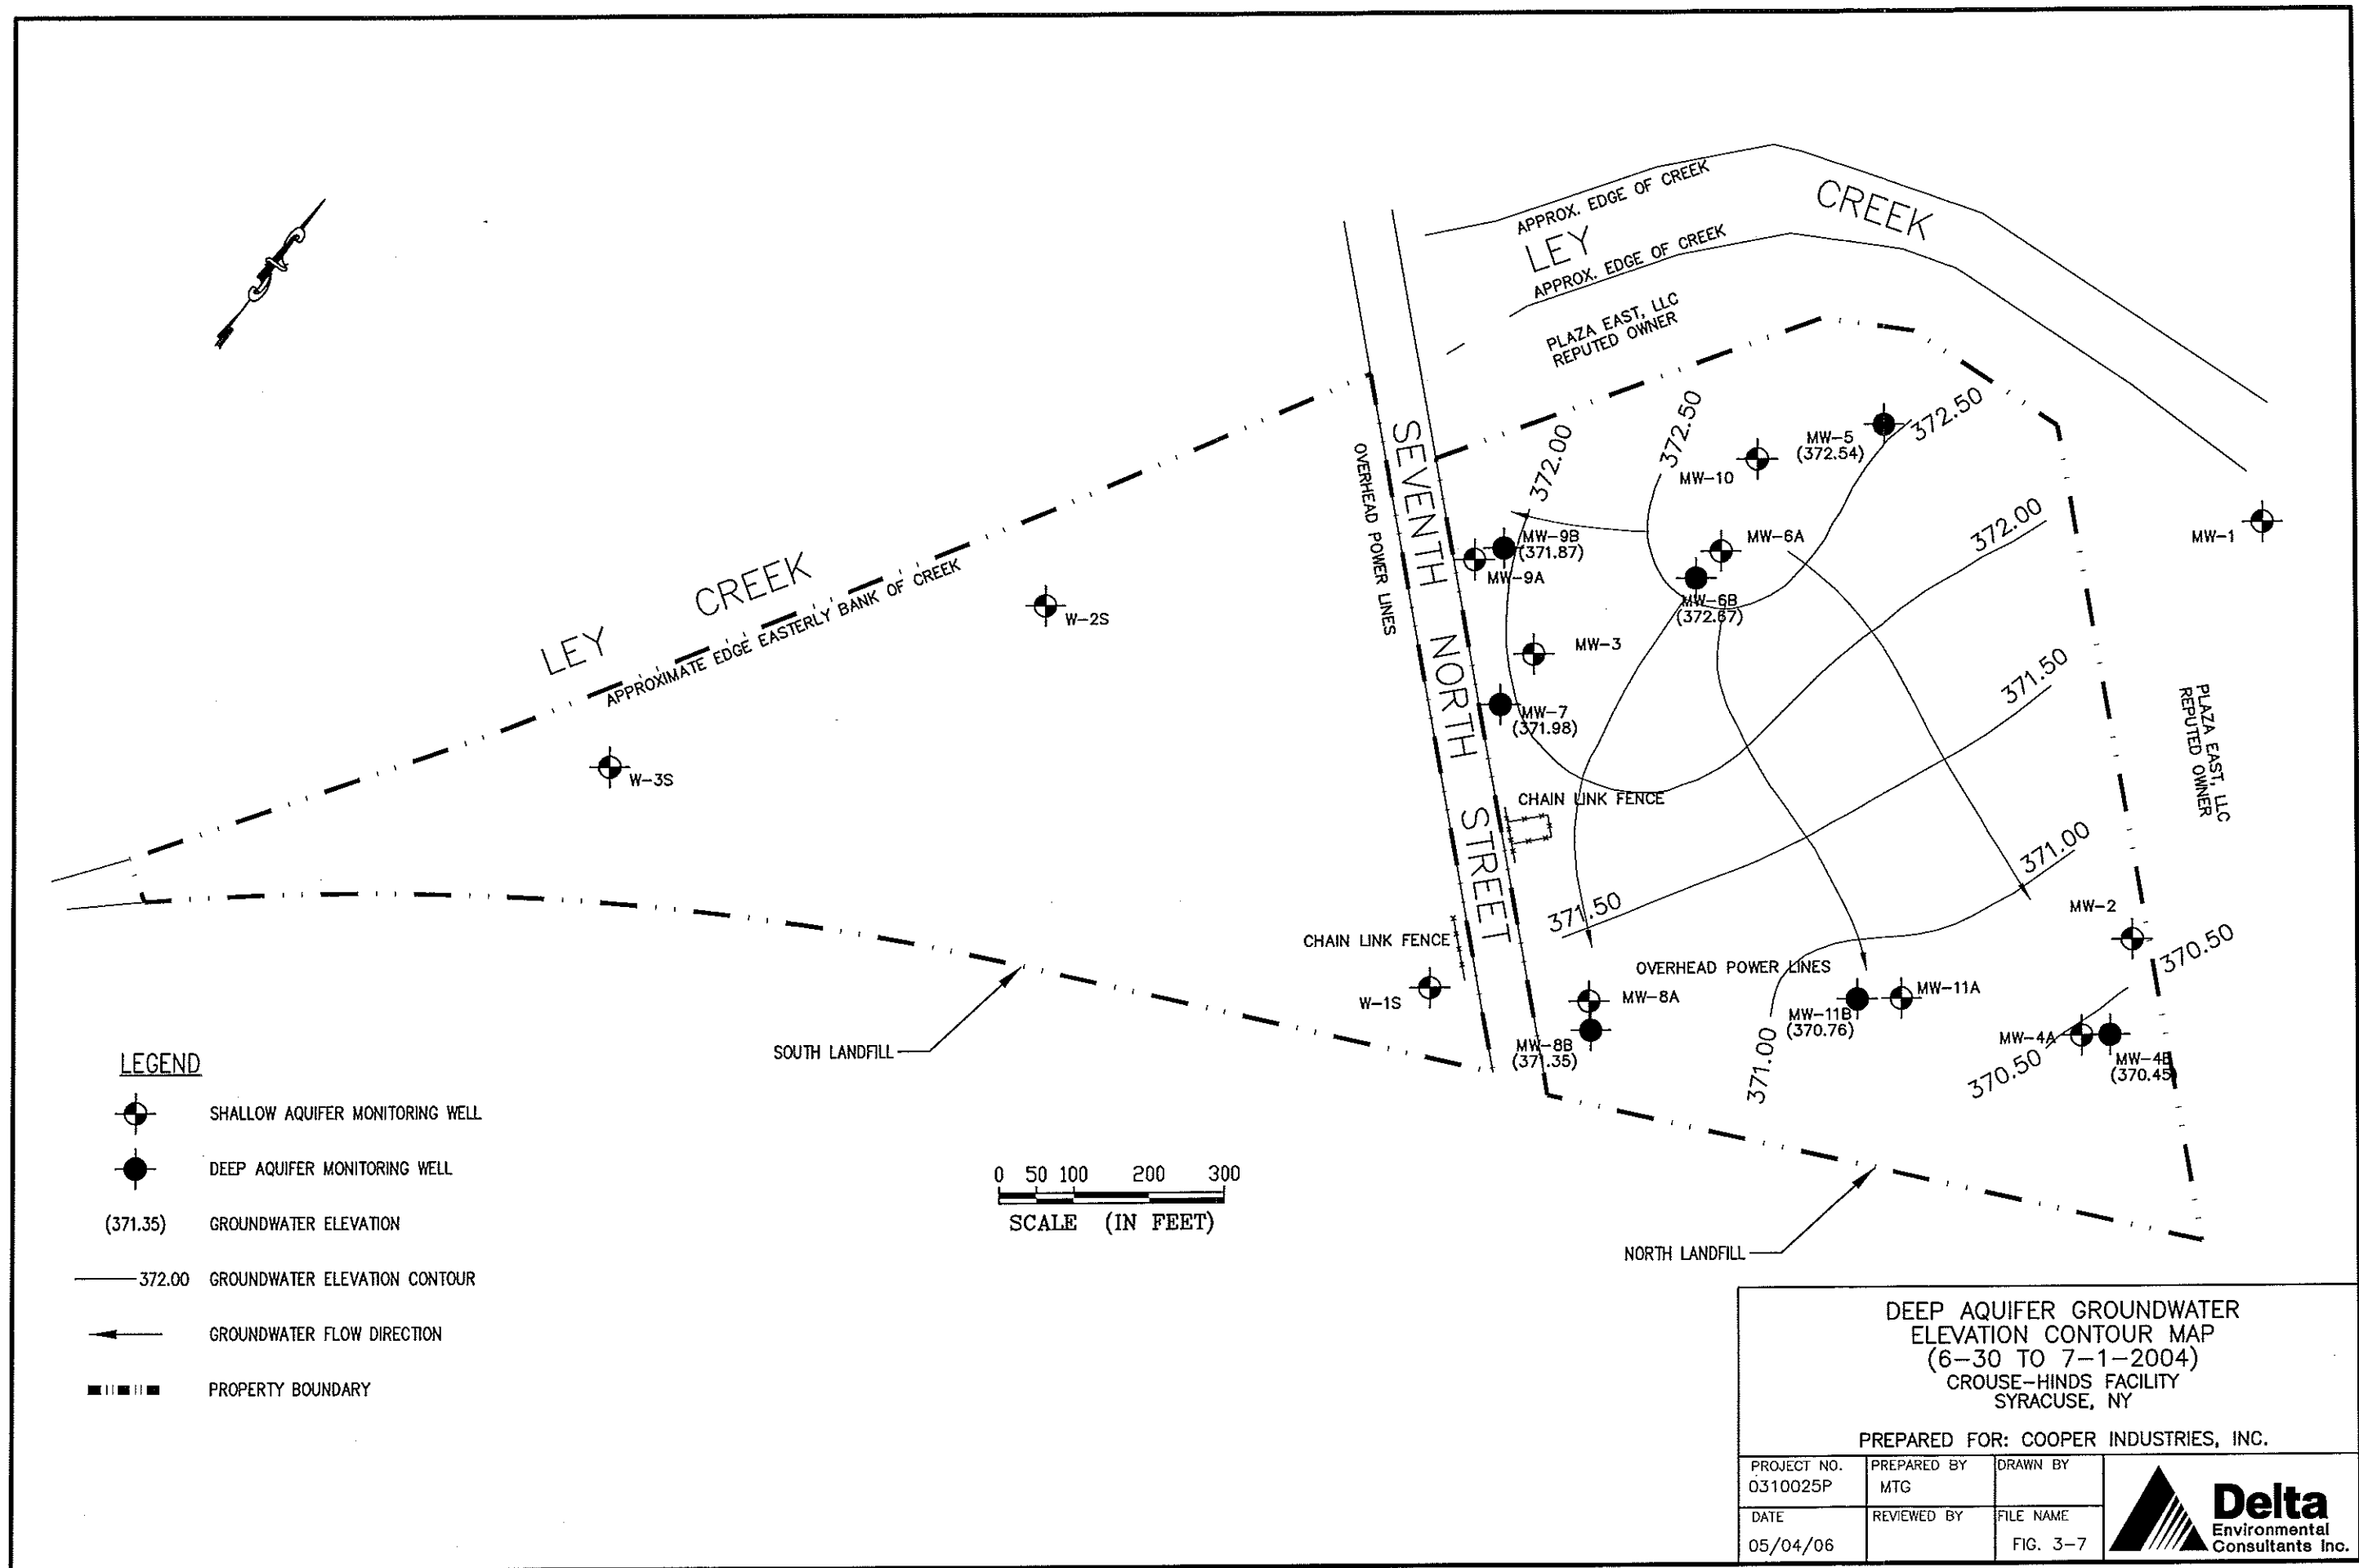 APPROX. EDGE OF CREEK
LEY
CREEK
APPROX. EDGE OF CREEK
PLAZA EAST, LLC
REPUTED OWNER
372.50
372.00
MW-5
(372.54)
372.50
MW-10
SEVENTH NORTH STREET
OVERHEAD POWER LINES
MW-9B
(371.87)
MW-9A
MW-6A
372.00
MW-1
LEY CREEK
APPROXIMATE EDGE EASTERLY BANK OF CREEK
W-2S
MW-6B
(372.67)
MW-3
371.50
MW-7
(371.98)
PLAZA EAST, LLC
REPUTED OWNER
W-3S
CHAIN LINK FENCE
371.00
371.50
MW-2
CHAIN LINK FENCE
370.50
OVERHEAD POWER LINES
W-1S
MW-8A
MW-11A
MW-11B
(370.76)
MW-8B
(371.35)
371.00
MW-4A
370.50
MW-4B
(370.45)
SOUTH LANDFILL
NORTH LANDFILL
LEGEND
SHALLOW AQUIFER MONITORING WELL
DEEP AQUIFER MONITORING WELL
(371.35) GROUNDWATER ELEVATION
372.00 GROUNDWATER ELEVATION CONTOUR
GROUNDWATER FLOW DIRECTION
PROPERTY BOUNDARY
0 50 100 200 300
SCALE (IN FEET)
DEEP AQUIFER GROUNDWATER
ELEVATION CONTOUR MAP
(6-30 TO 7-1-2004)
CROUSE-HINDS FACILITY
SYRACUSE, NY
PREPARED FOR: COOPER INDUSTRIES, INC.
PROJECT NO. PREPARED BY DRAWN BY
0310025P MTG
DATE REVIEWED BY FILE NAME
05/04/06 FIG. 3-7
Delta
Environmental
Consultants Inc.